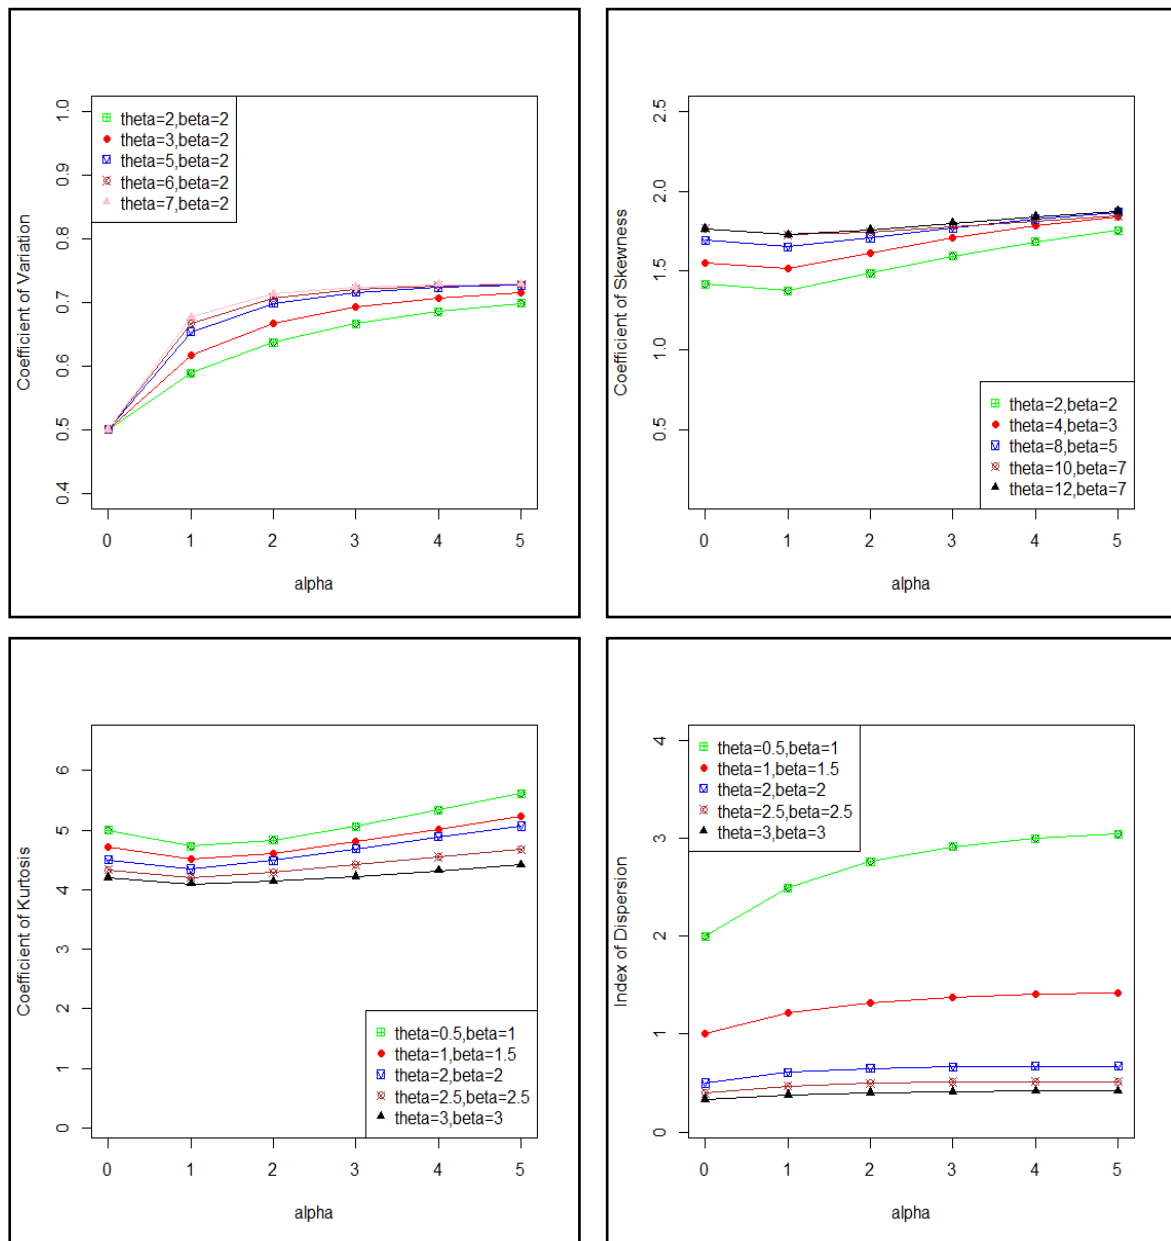 theta=2,beta=2
theta=3,beta=2
theta=5,beta=2
theta=6,beta=2
theta=7,beta=2
Coefficient of Variation
1.0
0.9
0.8
0.7
0.6
0.5
0.4
0 1 2 3 4 5
alpha
Coefficient of Skewness
2.5
2.0
1.5
1.0
0.5
theta=2,beta=2
theta=4,beta=3
theta=8,beta=5
theta=10,beta=7
theta=12,beta=7
0 1 2 3 4 5
alpha
Coefficient of Kurtosis
6
5
4
3
2
1
0
theta=0.5,beta=1
theta=1,beta=1.5
theta=2,beta=2
theta=2.5,beta=2.5
theta=3,beta=3
0 1 2 3 4 5
alpha
theta=0.5,beta=1
theta=1,beta=1.5
theta=2,beta=2
theta=2.5,beta=2.5
theta=3,beta=3
Index of Dispersion
4
3
2
1
0
0 1 2 3 4 5
alpha